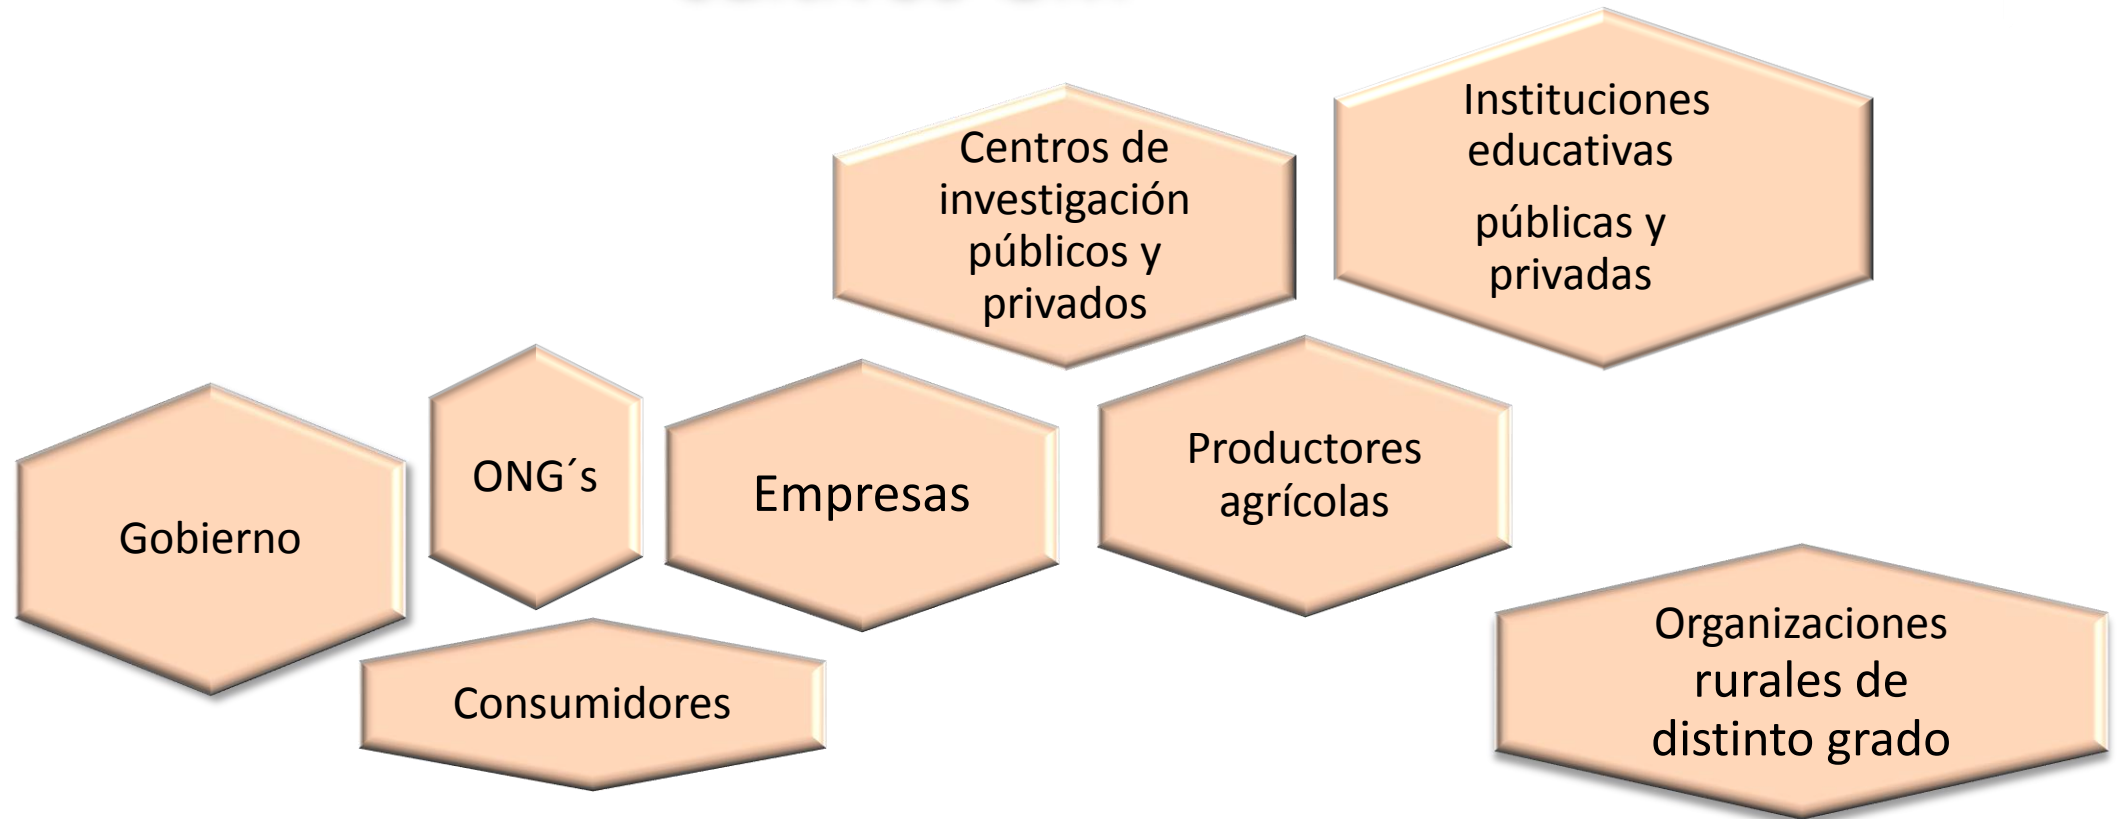 Instituciones
educativas
públicas y
privadas
Centros de
investigación
públicos y
privados
Gobierno
ONG´s
Empresas
Productores
agrícolas
Consumidores
Organizaciones
rurales de
distinto grado